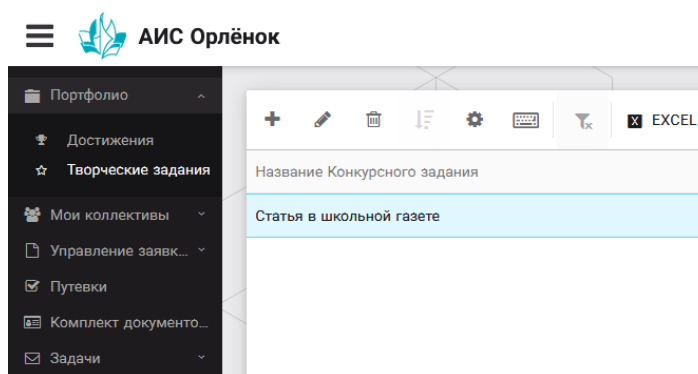 АИС Орлёнок
Портфолио
Достижения
Творческие задания
Мои коллективы
Управление заявк...
Путевки
Комплект документо...
Задачи
X EXCEL
Название Конкурсного задания
Статья в школьной газете